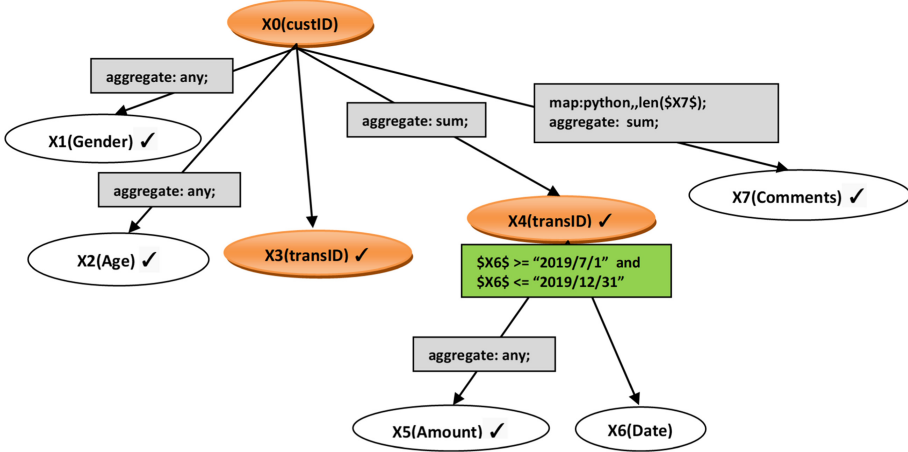 X0(custID)
aggregate: any;
map:python,,len($X7$);
aggregate: sum;
aggregate: sum;
X1(Gender) ✓
aggregate: any;
X7(Comments) ✓
X4(transID) ✓
X3(transID) ✓
X2(Age) ✓
$X6$ >= “2019/7/1” and
$X6$ <= “2019/12/31”
aggregate: any;
X5(Amount) ✓
X6(Date)